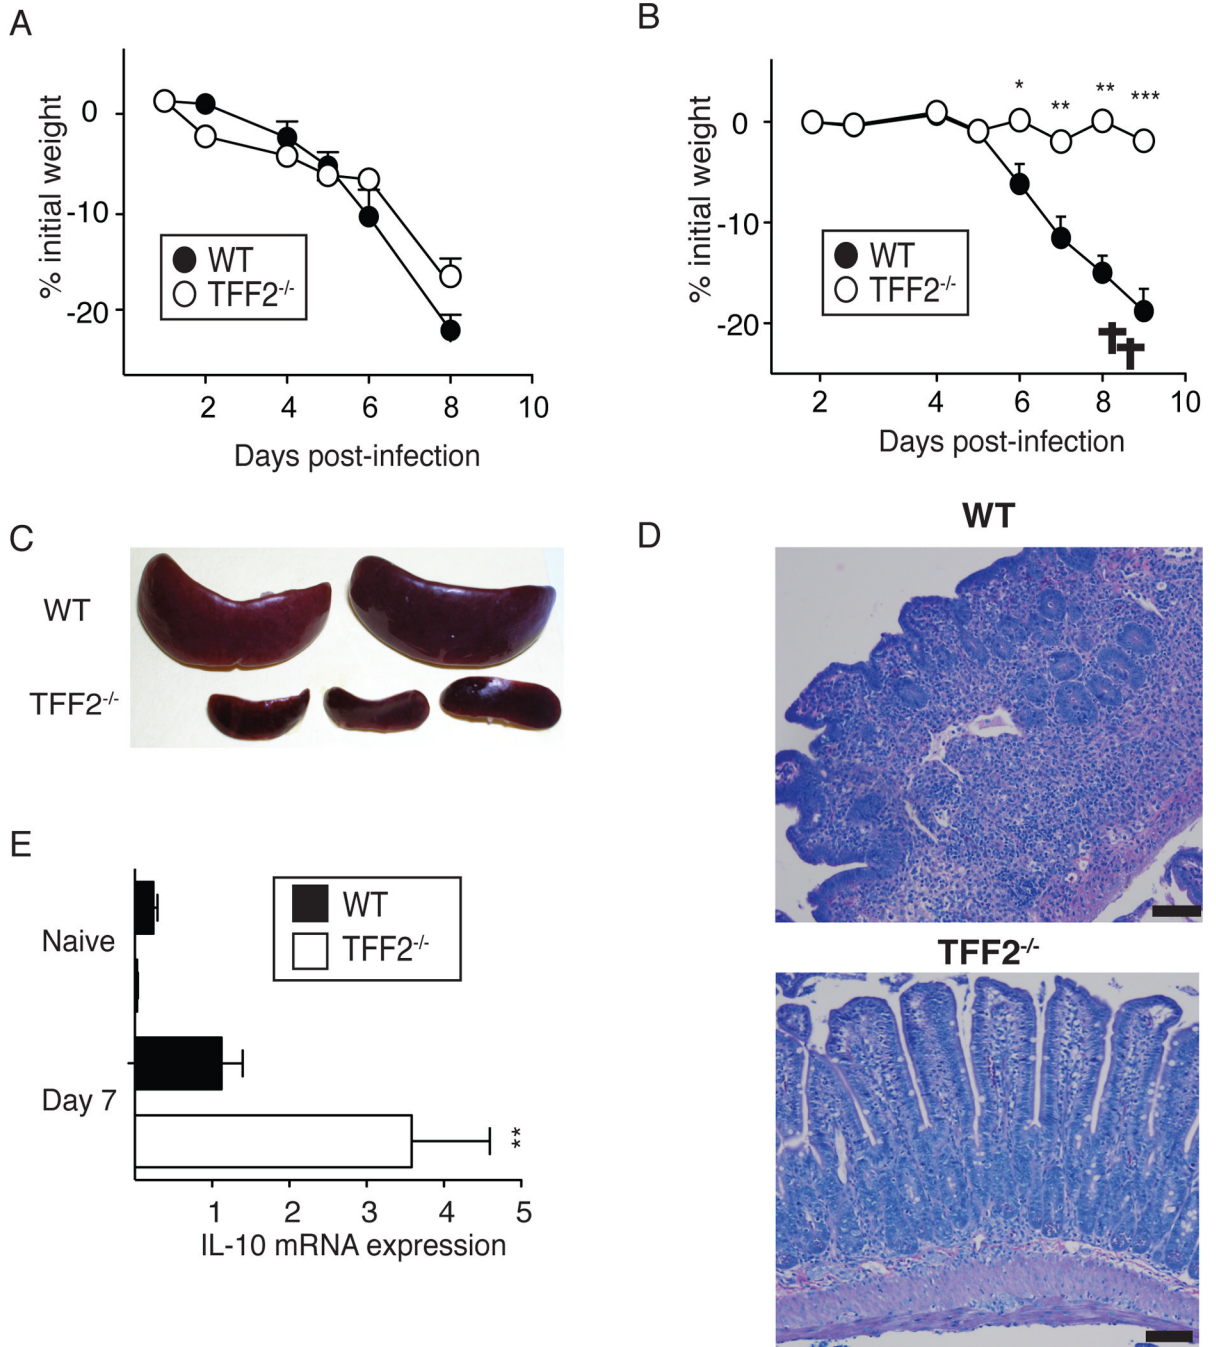 A
% initial weight
0
-10
-20
WT
TFF2-/-
2 4 6 8 10
Days post-infection
B
% initial weight
0
-10
-20
* ** ** ***
WT
TFF2-/-
††
2 4 6 8 10
Days post-infection
C
WT
TFF2-/-
D
WT
TFF2-/-
E
WT
TFF2-/-
Naive
Day 7
**
1 2 3 4 5
IL-10 mRNA expression